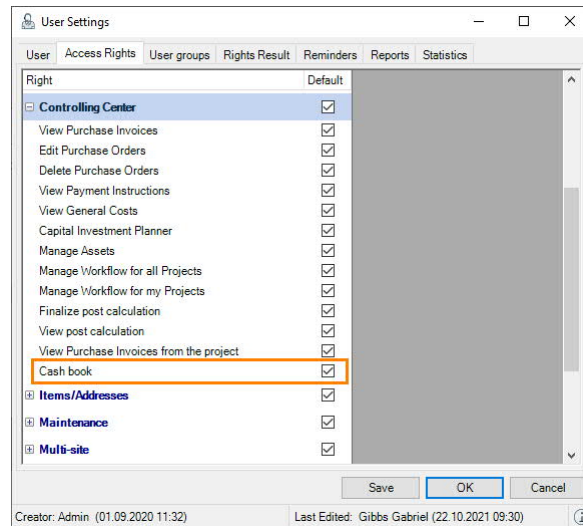 User Settings
User Access Rights User groups Rights Result Reminders Reports Statistics
Right Default
Controlling Center
View Purchase Invoices
Edit Purchase Orders
Delete Purchase Orders
View Payment Instructions
View General Costs
Capital Investment Planner
Manage Assets
Manage Workflow for all Projects
Manage Workflow for my Projects
Finalize post calculation
View post calculation
View Purchase Invoices from the project
Cash book
Items/Addresses
Maintenance
Multi-site
Save OK Cancel
Creator: Admin (01.09.2020 11:32) Last Edited: Gibbs Gabriel (22.10.2021 09:30)